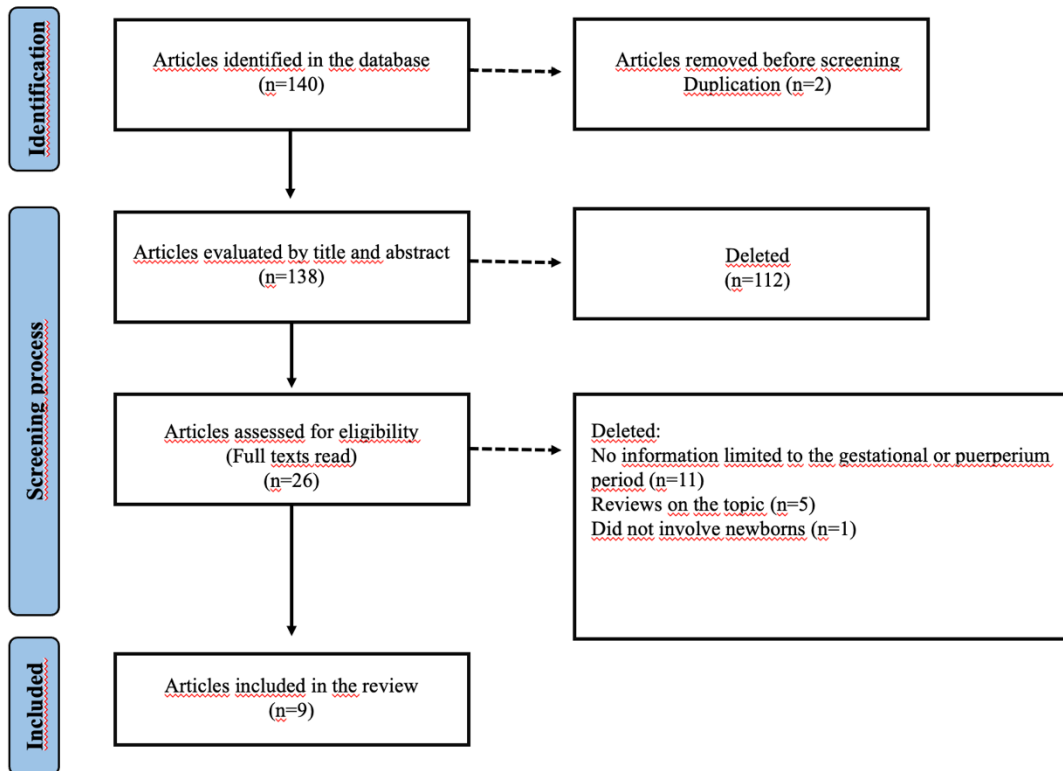 Identification
Articles identified in the database
(n=140)
Articles removed before screening
Duplication (n=2)
Screening process
Articles evaluated by title and abstract
(n=138)
Deleted
(n=112)
Articles assessed for eligibility
(Full texts read)
(n=26)
Deleted:
No information limited to the gestational or puerperium
period (n=11)
Reviews on the topic (n=5)
Did not involve newborns (n=1)
Included
Articles included in the review
(n=9)